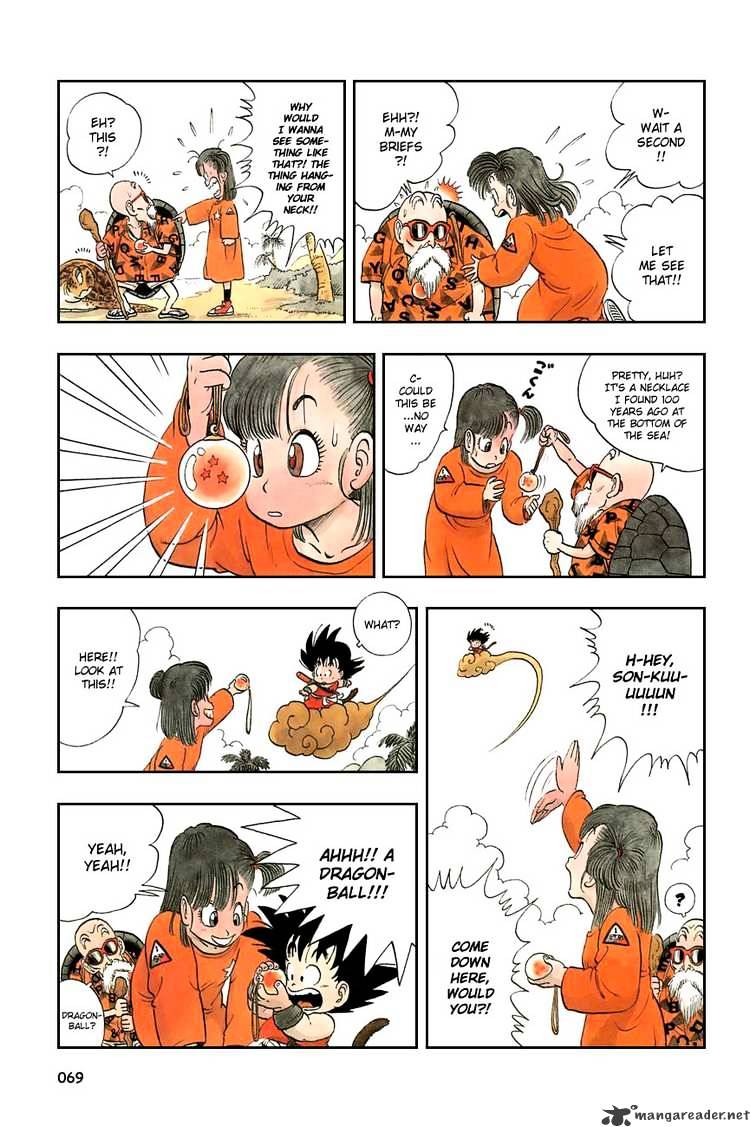 W-
WAIT A
SECOND
!!
LET
ME SEE
THAT!!
EHH?!
M-MY
BRIEFS
?!
WHY
WOULD
I WANNA
SEE SOME-
THING LIKE
THAT?! THE
THING HANG-
ING FROM
YOUR
NECK!!
EH?
THIS
?!
PRETTY, HUH?
IT'S A NECKLACE
I FOUND 100
YEARS AGO AT
THE BOTTOM OF
THE SEA!
C-
COULD
THIS BE
...NO
WAY
...
H-HEY,
SON-KUU-
UUUUUN
!!!
COME
DOWN
HERE,
WOULD
YOU?!
?
WHAT?
HERE!!
LOOK AT
THIS!!
AHHH!! A
DRAGON-
BALL!!!
YEAH,
YEAH!!
DRAGON-
BALL?
069
mangareader.net